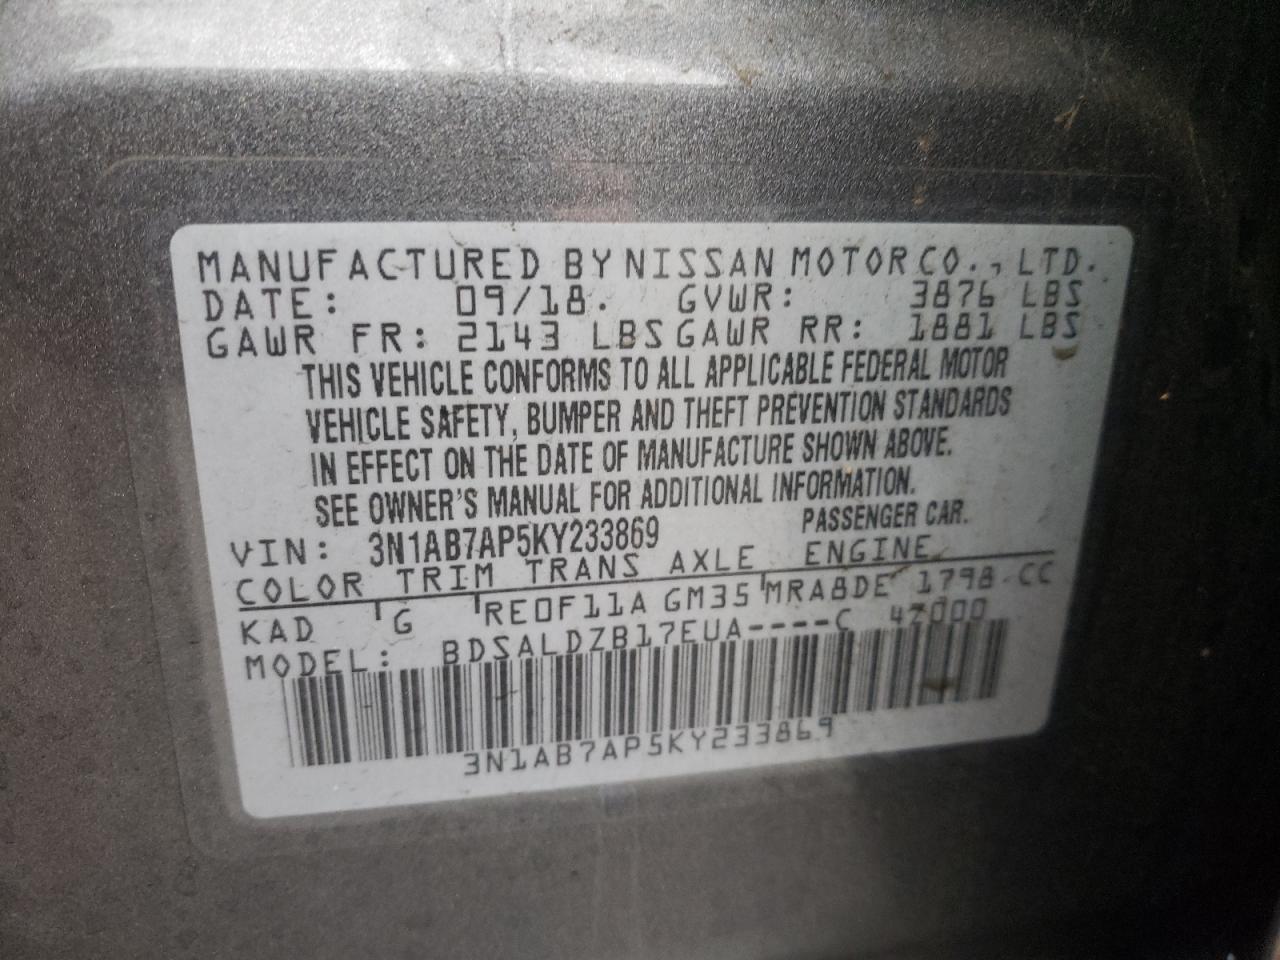 MANUFACTURED BY NISSAN MOTOR CO., LTD.
DATE: 09/18. GVWR: 3876 LBS
GAWR FR: 2143 LBS GAWR RR: 1881 LBS
THIS VEHICLE CONFORMS TO ALL APPLICABLE FEDERAL MOTOR
VEHICLE SAFETY, BUMPER AND THEFT PREVENTION STANDARDS
IN EFFECT ON THE DATE OF MANUFACTURE SHOWN ABOVE.
SEE OWNER'S MANUAL FOR ADDITIONAL INFORMATION.
VIN: 3N1AB7AP5KY233869 PASSENGER CAR.
COLOR TRIM TRANS AXLE ENGINE
KAD G RE0F11A GM35 MRA8DE 1798 CC
MODEL: BDSALDZB17EUA----C 4Z000
3N1AB7AP5KY233869